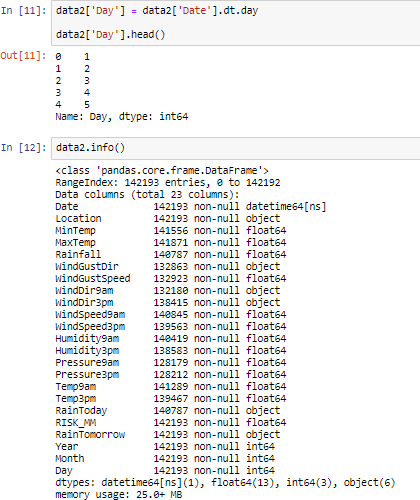 In [11]: data2['Day'] = data2['Date'].dt.day
data2['Day'].head()
Out[11]: 0    1
1    2
2    3
3    4
4    5
Name: Day, dtype: int64
In [12]: data2.info()
<class 'pandas.core.frame.DataFrame'>
RangeIndex: 142193 entries, 0 to 142192
Data columns (total 23 columns):
Date             142193 non-null datetime64[ns]
Location         142193 non-null object
MinTemp          141556 non-null float64
MaxTemp          141871 non-null float64
Rainfall         140787 non-null float64
WindGustDir      132863 non-null object
WindGustSpeed    132923 non-null float64
WindDir9am       132180 non-null object
WindDir3pm       138415 non-null object
WindSpeed9am     140845 non-null float64
WindSpeed3pm     139563 non-null float64
Humidity9am      140419 non-null float64
Humidity3pm      138583 non-null float64
Pressure9am      128179 non-null float64
Pressure3pm      128212 non-null float64
Temp9am          141289 non-null float64
Temp3pm          139467 non-null float64
RainToday        140787 non-null object
RISK_MM          142193 non-null float64
RainTomorrow     142193 non-null object
Year             142193 non-null int64
Month            142193 non-null int64
Day              142193 non-null int64
dtypes: datetime64[ns](1), float64(13), int64(3), object(6)
memory usage: 25.0+ MB